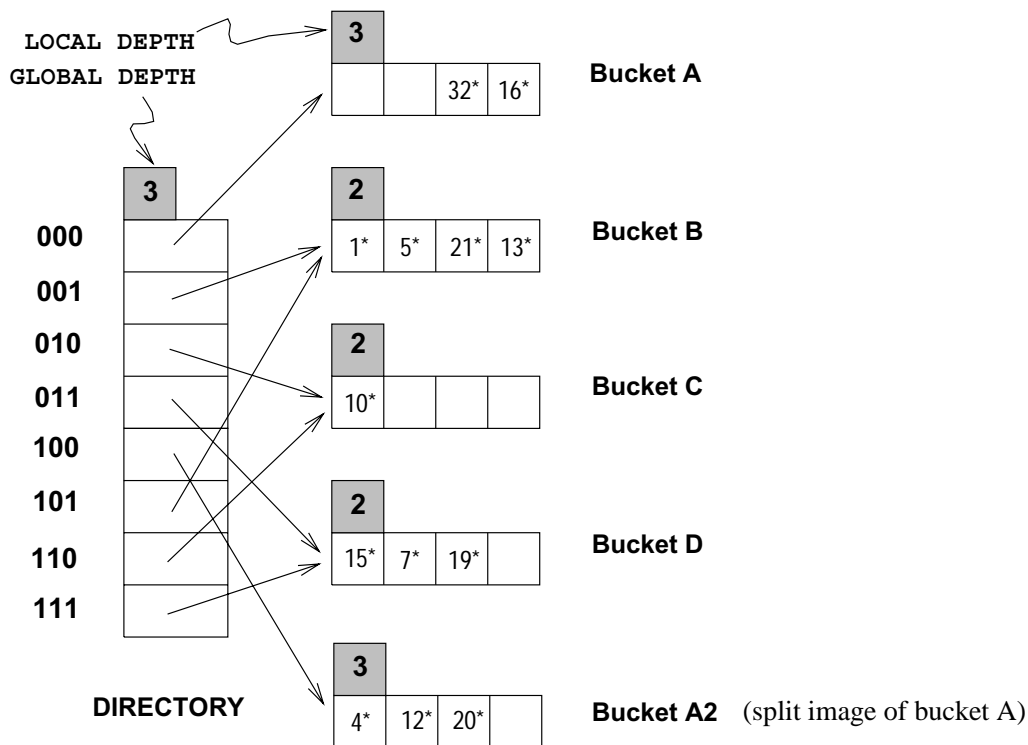 LOCAL DEPTH
GLOBAL DEPTH
3
000
001
010
011
100
101
110
111
DIRECTORY
3
32* 16*
Bucket A
2
1* 5* 21* 13*
Bucket B
2
10*
Bucket C
2
15* 7* 19*
Bucket D
3
4* 12* 20*
Bucket A2 (split image of bucket A)